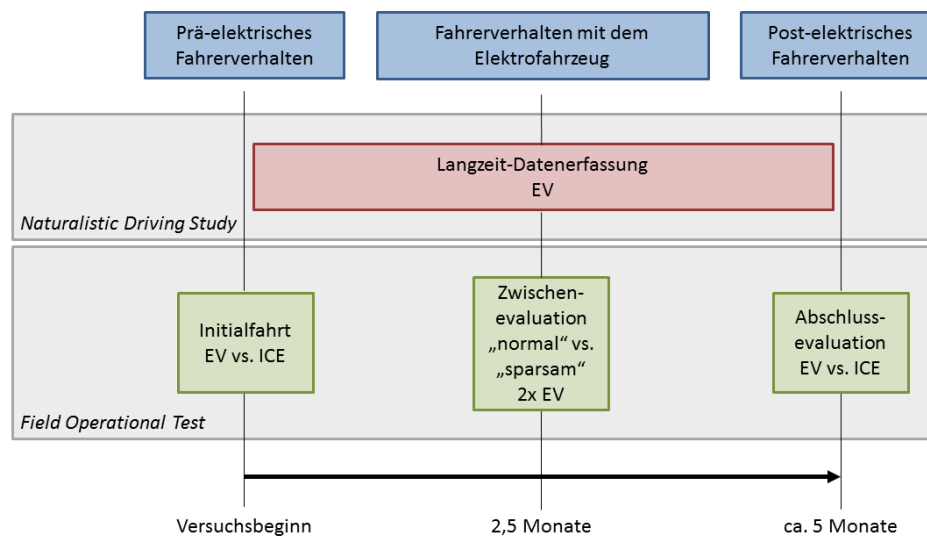 Prä-elektrisches
Fahrerverhalten
Fahrerverhalten mit dem
Elektrofahrzeug
Post-elektrisches
Fahrerverhalten
Langzeit-Datenerfassung
EV
Naturalistic Driving Study
Initialfahrt
EV vs. ICE
Zwischen-
evaluation
„normal“ vs.
„sparsam“
2x EV
Abschluss-
evaluation
EV vs. ICE
Field Operational Test
Versuchsbeginn
2,5 Monate
ca. 5 Monate